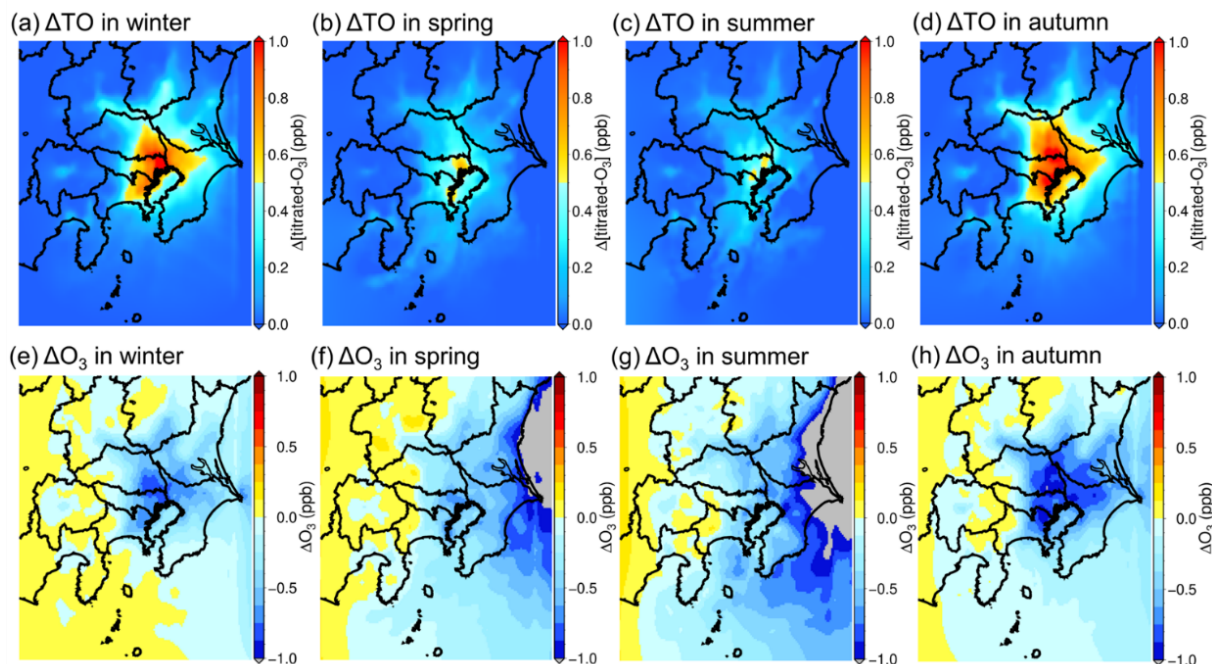 (a) ΔTO in winter
(b) ΔTO in spring
(c) ΔTO in summer
(d) ΔTO in autumn
1.0
0.8
0.6
0.4
0.2
0.0
1.0
0.8
0.6
0.4
0.2
0.0
1.0
0.8
0.6
0.4
0.2
0.0
1.0
0.8
0.6
0.4
0.2
0.0
Δ[titrated-O₃] (ppb)
Δ[titrated-O₃] (ppb)
Δ[titrated-O₃] (ppb)
Δ[titrated-O₃] (ppb)
(e) ΔO₃ in winter
(f) ΔO₃ in spring
(g) ΔO₃ in summer
(h) ΔO₃ in autumn
1.0
0.5
0.0
−0.5
−1.0
1.0
0.5
0.0
−0.5
−1.0
1.0
0.5
0.0
−0.5
−1.0
1.0
0.5
0.0
−0.5
−1.0
ΔO₃ (ppb)
ΔO₃ (ppb)
ΔO₃ (ppb)
ΔO₃ (ppb)